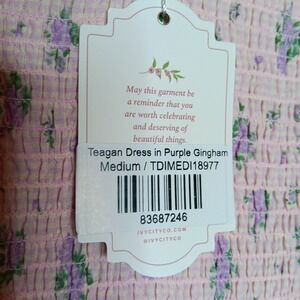 May this garment be
a reminder that you
are worth celebrating
and deserving of
beautiful things.
Teagan Dress in Purple Gingham
Medium / TDIMEDI18977
83687246
IVYCITYCO.COM
@IVYCITYCO